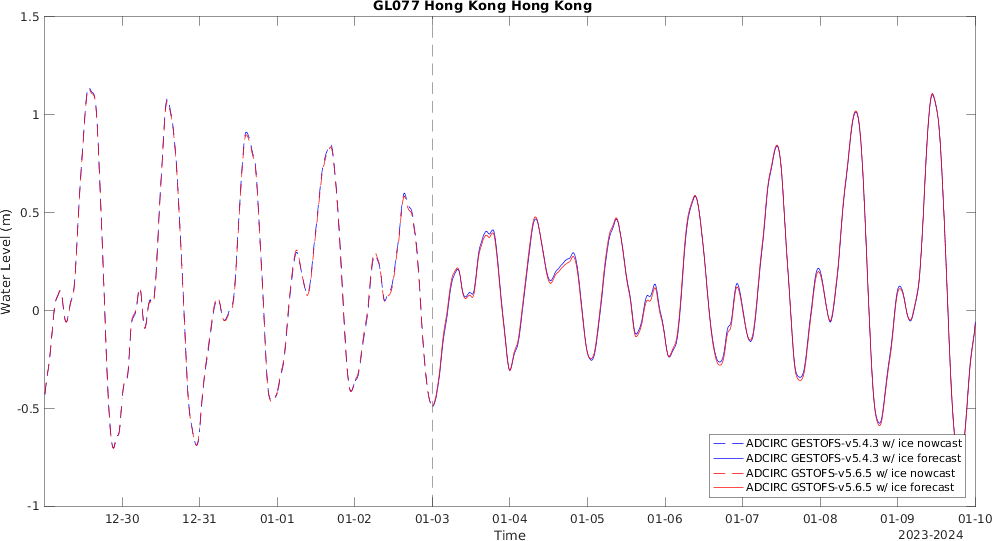 GL077 Hong Kong Hong Kong
1.5
1
0.5
0
-0.5
-1
Water Level (m)
12-30 12-31 01-01 01-02 01-03 01-04 01-05 01-06 01-07 01-08 01-09 01-10
Time
2023-2024
ADCIRC GESTOFS-v5.4.3 w/ ice nowcast
ADCIRC GESTOFS-v5.4.3 w/ ice forecast
ADCIRC GSTOFS-v5.6.5 w/ ice nowcast
ADCIRC GSTOFS-v5.6.5 w/ ice forecast